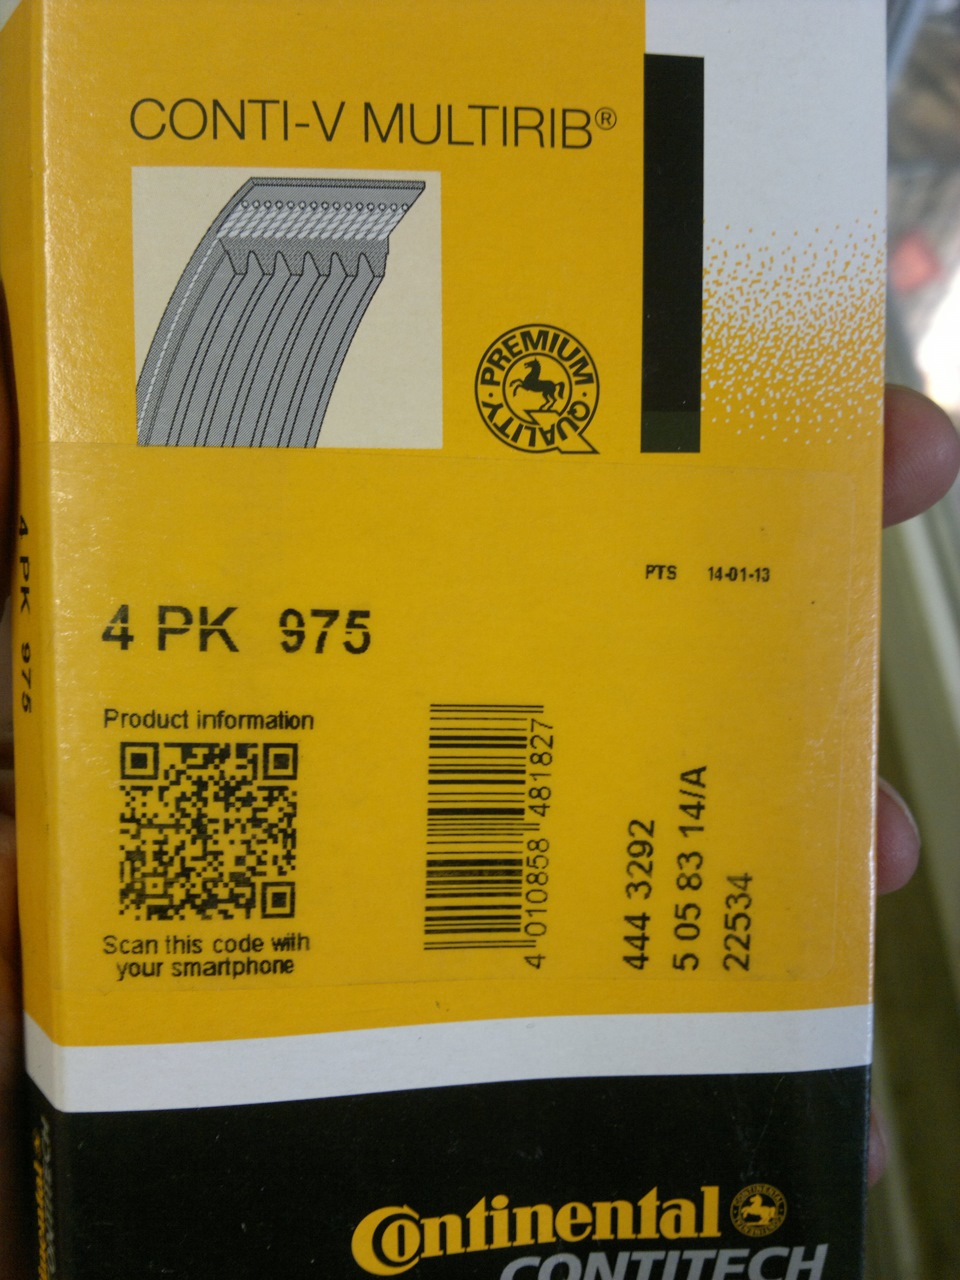 CONTI-V MULTIRIB®
PREMIUM QUALITY
PTS 14-01-13
4 PK 975
4 PK 975
Product information
Scan this code with
your smartphone
4 010858 481827
444 3292
5 05 83 14/A
22534
Continental
CONTITECH